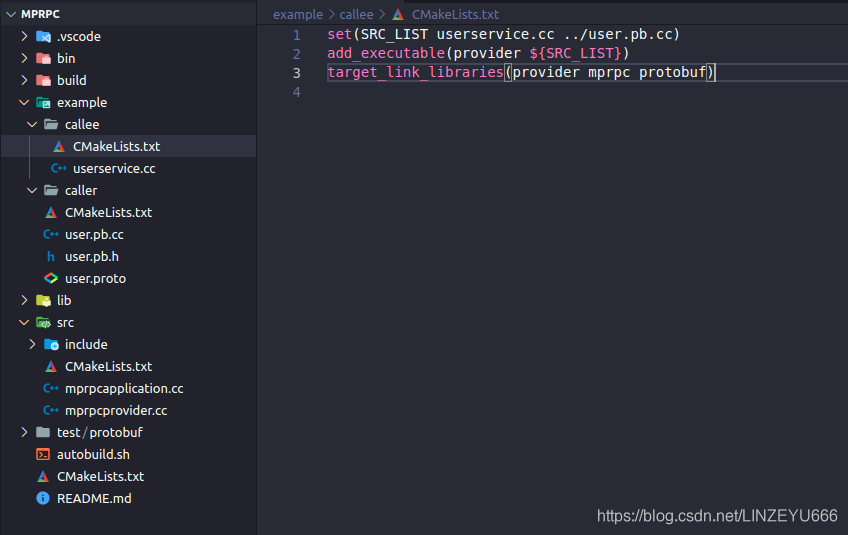 MPRPC
.vscode
bin
build
example
callee
CMakeLists.txt
userservice.cc
caller
CMakeLists.txt
user.pb.cc
user.pb.h
user.proto
lib
src
include
CMakeLists.txt
mprpcapplication.cc
mprpcprovider.cc
test/protobuf
autobuild.sh
CMakeLists.txt
README.md
example > callee > CMakeLists.txt
1 set(SRC_LIST userservice.cc ../user.pb.cc)
2 add_executable(provider ${SRC_LIST})
3 target_link_libraries(provider mprpc protobuf)
4
https://blog.csdn.net/LINZEYU666